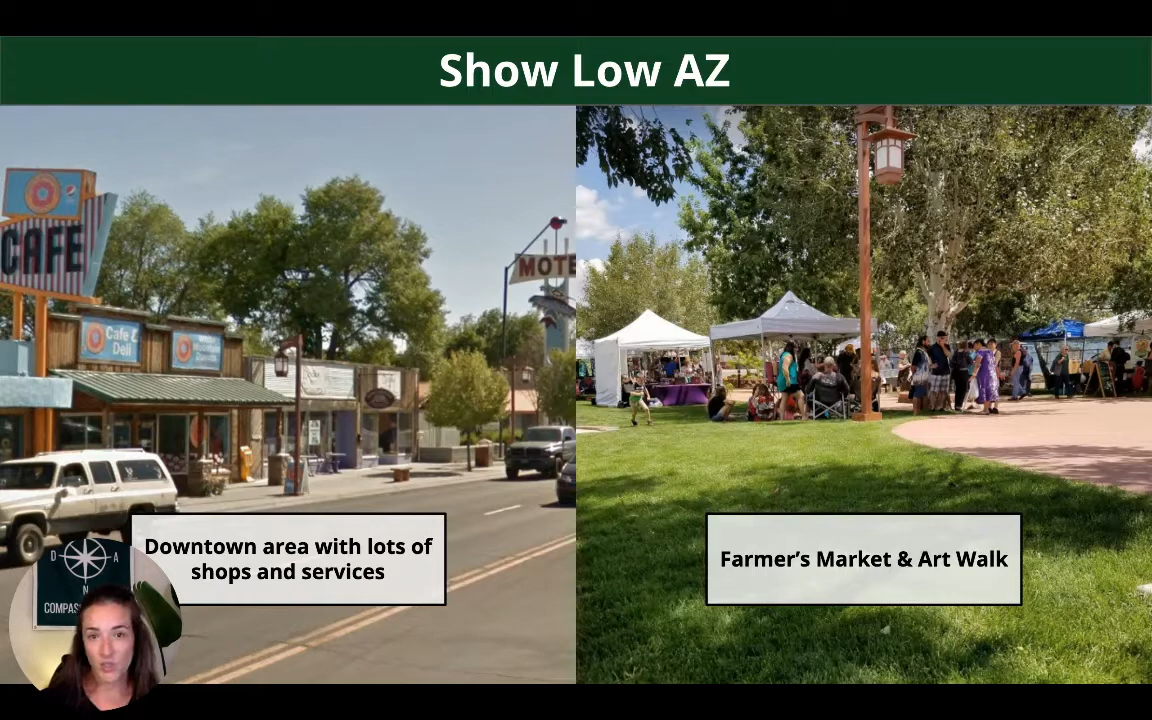 Show Low AZ
CAFE
Cafe &
Deli
MOTE
Downtown area with lots of
shops and services
Farmer's Market & Art Walk
D
A
N
COMPAS